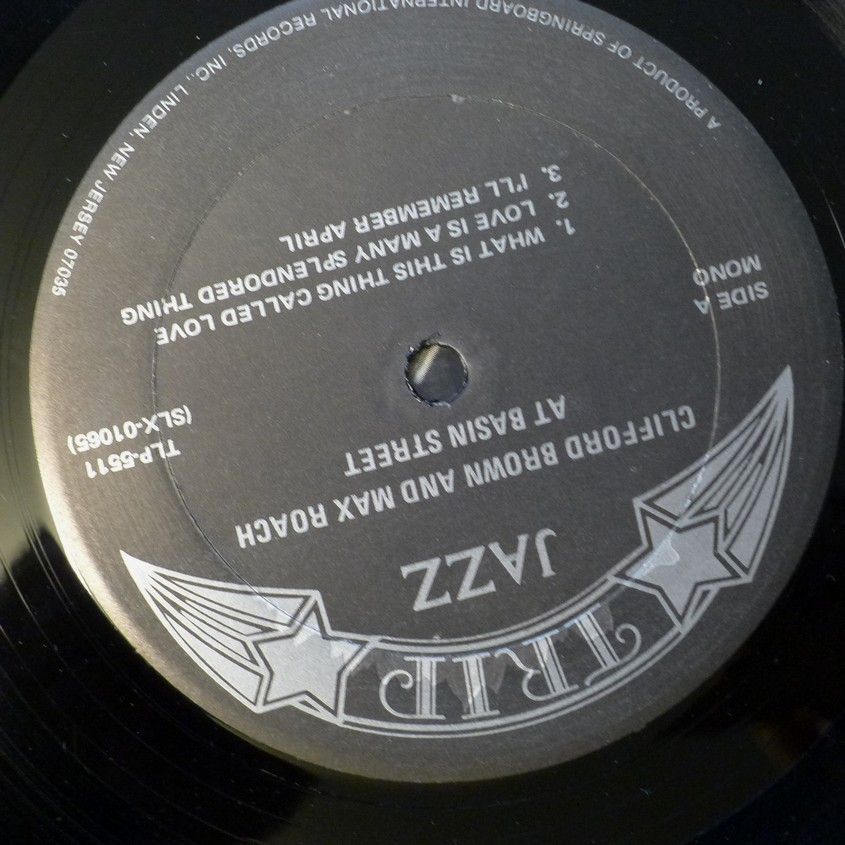 TRIP
JAZZ
CLIFFORD BROWN AND MAX ROACH
AT BASIN STREET
SIDE A
MONO
TLP-5511
(SLX-01065)
1. WHAT IS THIS THING CALLED LOVE
2. LOVE IS A MANY SPLENDORED THING
3. I'LL REMEMBER APRIL
A PRODUCT OF SPRINGBOARD INTERNATIONAL RECORDS, INC., LINDEN, NEW JERSEY 07035